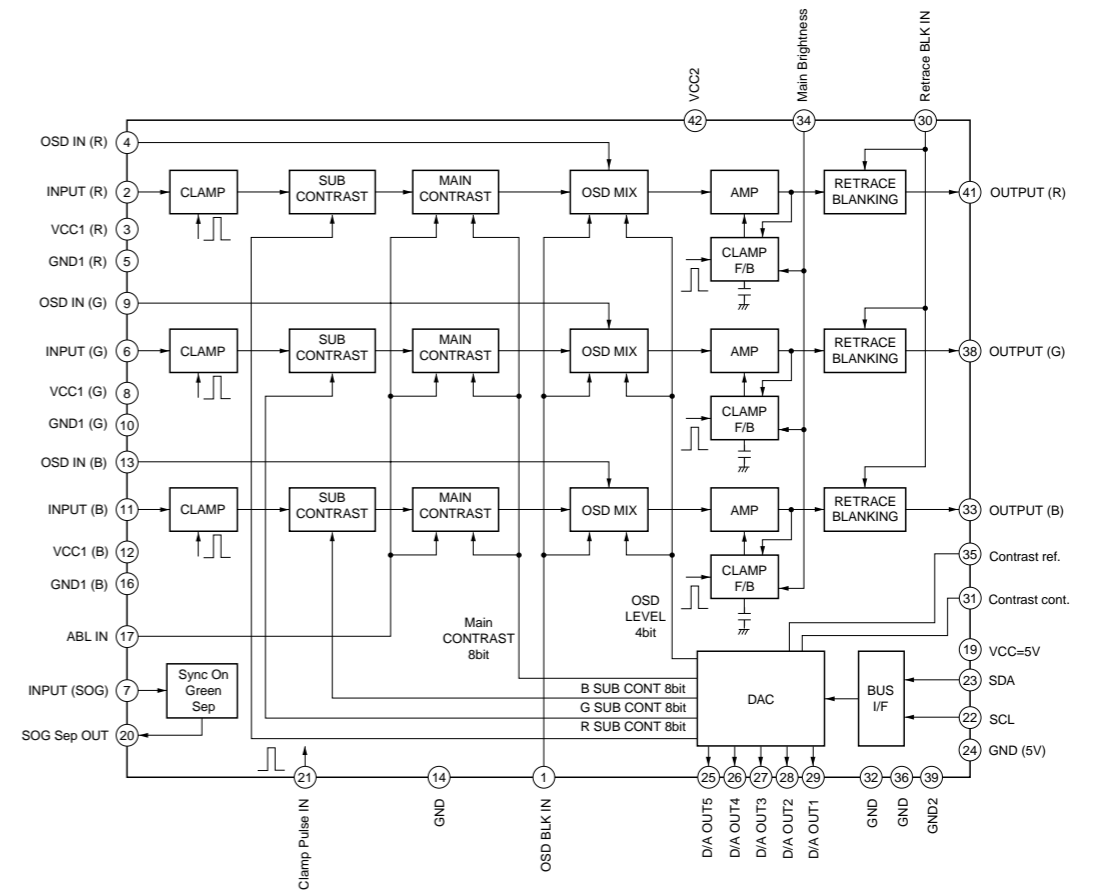 VCC2
Main Brightness
Retrace BLK IN
42
34
30
OSD IN (R)
4
INPUT (R)
2
CLAMP
SUB
CONTRAST
MAIN
CONTRAST
OSD MIX
AMP
RETRACE
BLANKING
41
OUTPUT (R)
VCC1 (R)
3
GND1 (R)
5
CLAMP
F/B
OSD IN (G)
9
INPUT (G)
6
CLAMP
SUB
CONTRAST
MAIN
CONTRAST
OSD MIX
AMP
RETRACE
BLANKING
38
OUTPUT (G)
VCC1 (G)
8
GND1 (G)
10
CLAMP
F/B
OSD IN (B)
13
INPUT (B)
11
CLAMP
SUB
CONTRAST
MAIN
CONTRAST
OSD MIX
AMP
RETRACE
BLANKING
33
OUTPUT (B)
VCC1 (B)
12
GND1 (B)
16
CLAMP
F/B
35
Contrast ref.
31
Contrast cont.
ABL IN
17
Main
CONTRAST
8bit
OSD
LEVEL
4bit
19
VCC=5V
INPUT (SOG)
7
Sync On
Green
Sep
B SUB CONT 8bit
G SUB CONT 8bit
R SUB CONT 8bit
DAC
BUS
I/F
23
SDA
22
SCL
SOG Sep OUT
20
24
GND (5V)
21
14
1
25
26
27
28
29
32
36
39
Clamp Pulse IN
GND
OSD BLK IN
D/A OUT5
D/A OUT4
D/A OUT3
D/A OUT2
D/A OUT1
GND
GND
GND2